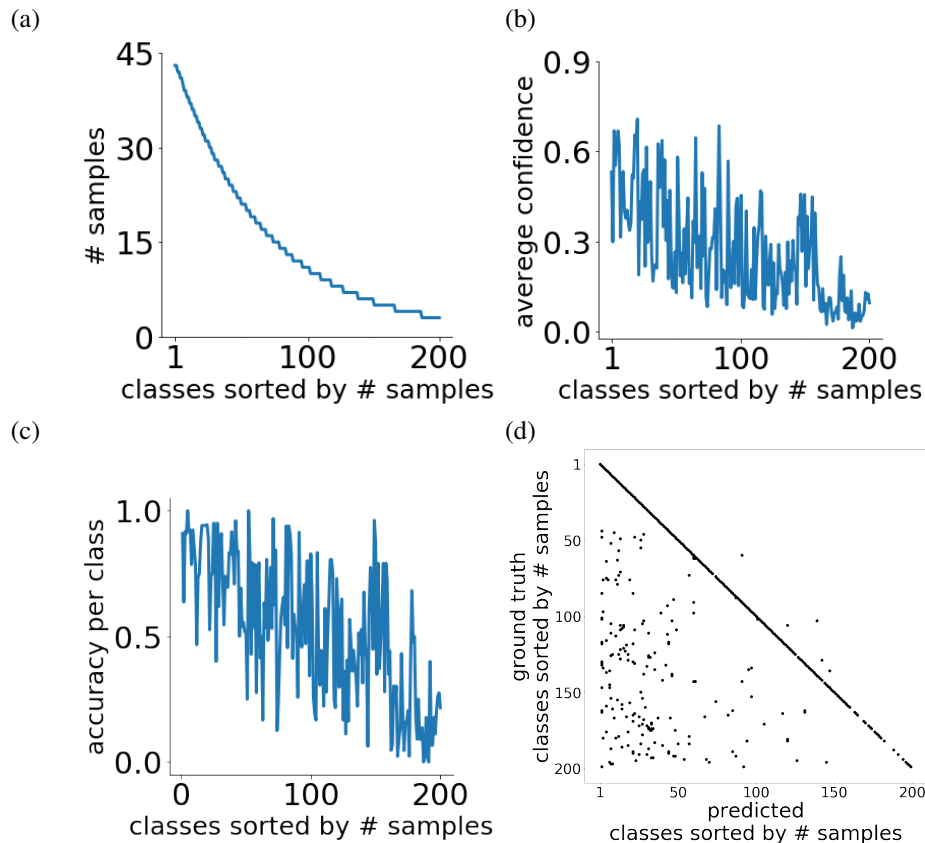 (a)
45
30
15
0
# samples
1
100
200
classes sorted by # samples
(b)
0.9
0.6
0.3
0.0
averege confidence
1
100
200
classes sorted by # samples
(c)
1.0
0.5
0.0
accuracy per class
0
100
200
classes sorted by # samples
(d)
1
50
100
150
200
ground truth
classes sorted by # samples
1
50
100
150
200
predicted
classes sorted by # samples